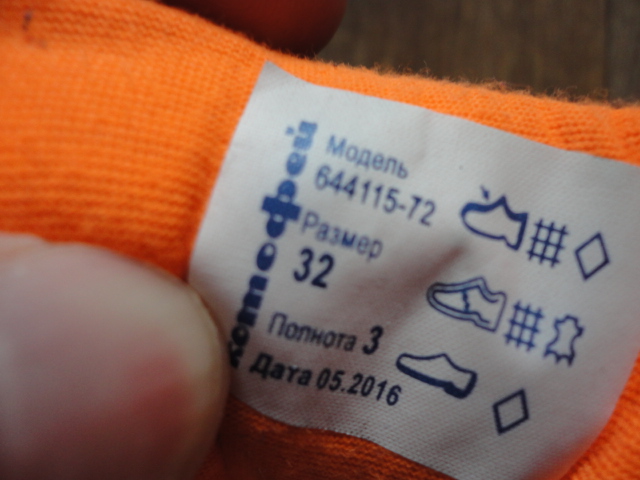 котофей
Модель
644115-72
Размер
32
Полнота 3
Дата 05.2016